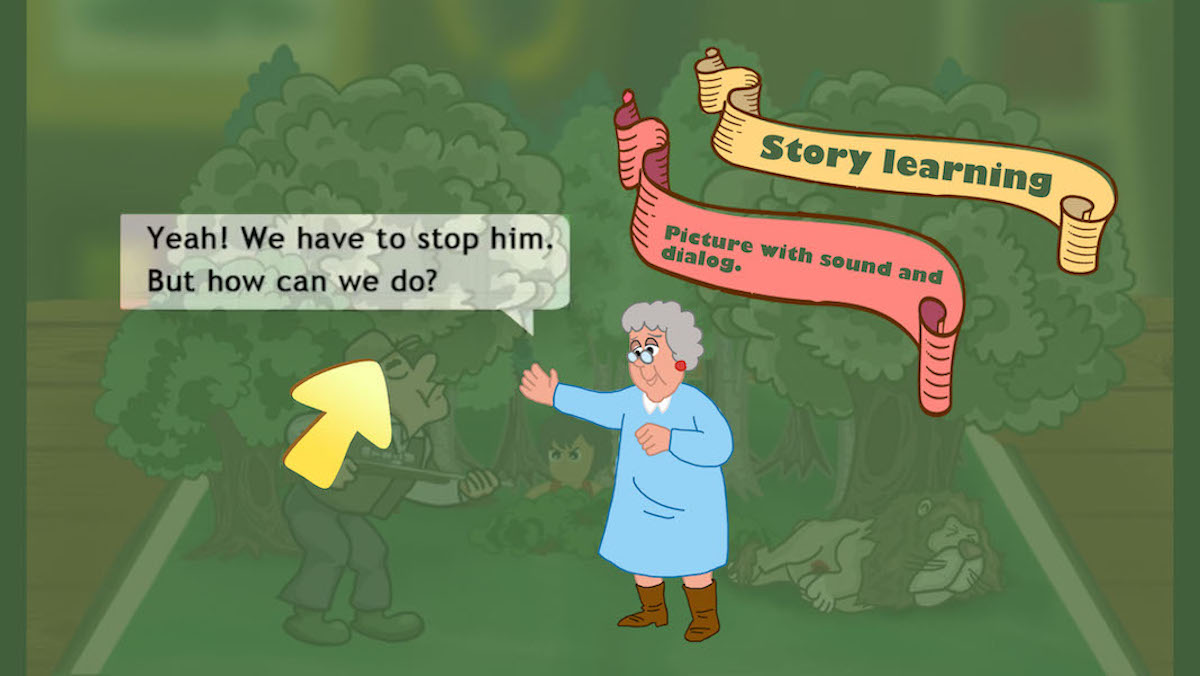 Story learning
Picture with sound and
dialog.
Yeah! We have to stop him.
But how can we do?